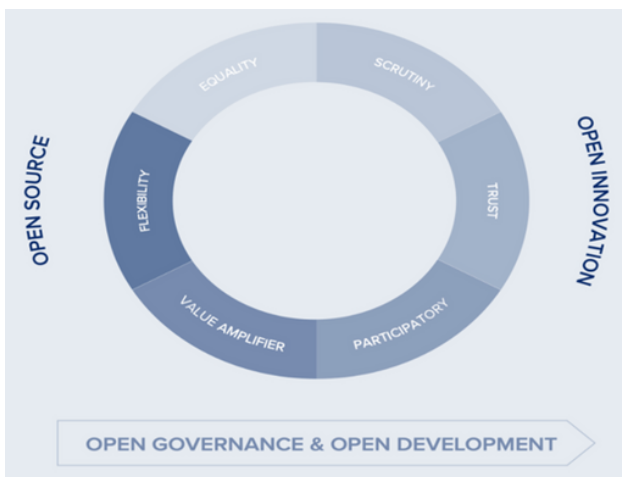 EQUALITY
SCRUTINY
OPEN SOURCE
FLEXIBILITY
TRUST
OPEN INNOVATION
VALUE AMPLIFIER
PARTICIPATORY
OPEN GOVERNANCE & OPEN DEVELOPMENT